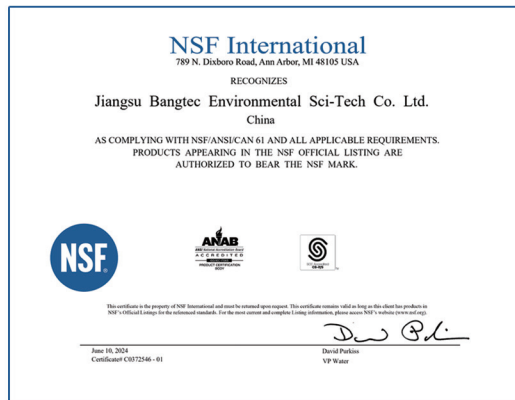 NSF International
789 N. Dixboro Road, Ann Arbor, MI 48105 USA
RECOGNIZES
Jiangsu Bangtec Environmental Sci-Tech Co. Ltd.
China
AS COMPLYING WITH NSF/ANSI/CAN 61 AND ALL APPLICABLE REQUIREMENTS.
PRODUCTS APPEARING IN THE NSF OFFICIAL LISTING ARE
AUTHORIZED TO BEAR THE NSF MARK.
NSF
ANAB
ACCREDITED
PRODUCT CERTIFICATION
BODY
This certificate is the property of NSF International and must be returned upon request. This certificate remains valid as long as this client has products in
NSF's Official Listings for the referenced standards. For the most current and complete Listing information, please access NSF's website (www.nsf.org).
June 10, 2024
Certificate# C0372546 - 01
David Purkiss
VP Water